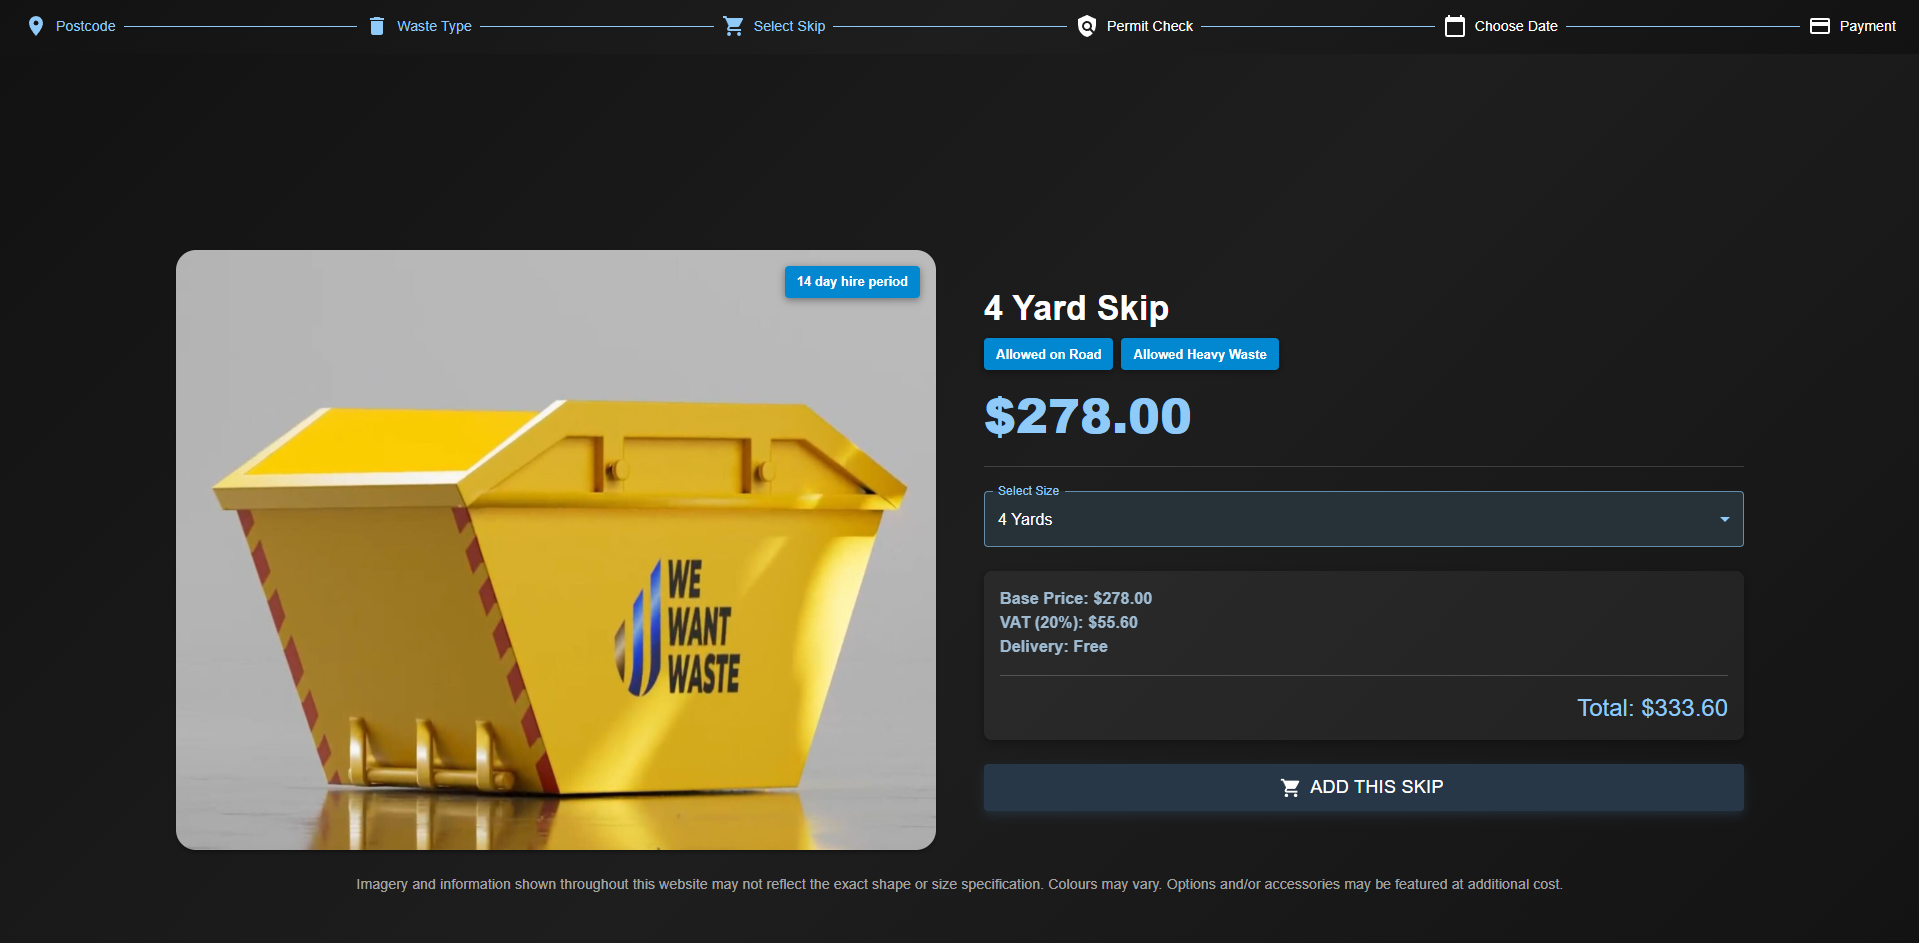 Postcode
Waste Type
Select Skip
Permit Check
Choose Date
Payment
14 day hire period
WE
WANT
WASTE
4 Yard Skip
Allowed on Road
Allowed Heavy Waste
$278.00
Select Size
4 Yards
Base Price: $278.00
VAT (20%): $55.60
Delivery: Free
Total: $333.60
ADD THIS SKIP
Imagery and information shown throughout this website may not reflect the exact shape or size specification. Colours may vary. Options and/or accessories may be featured at additional cost.